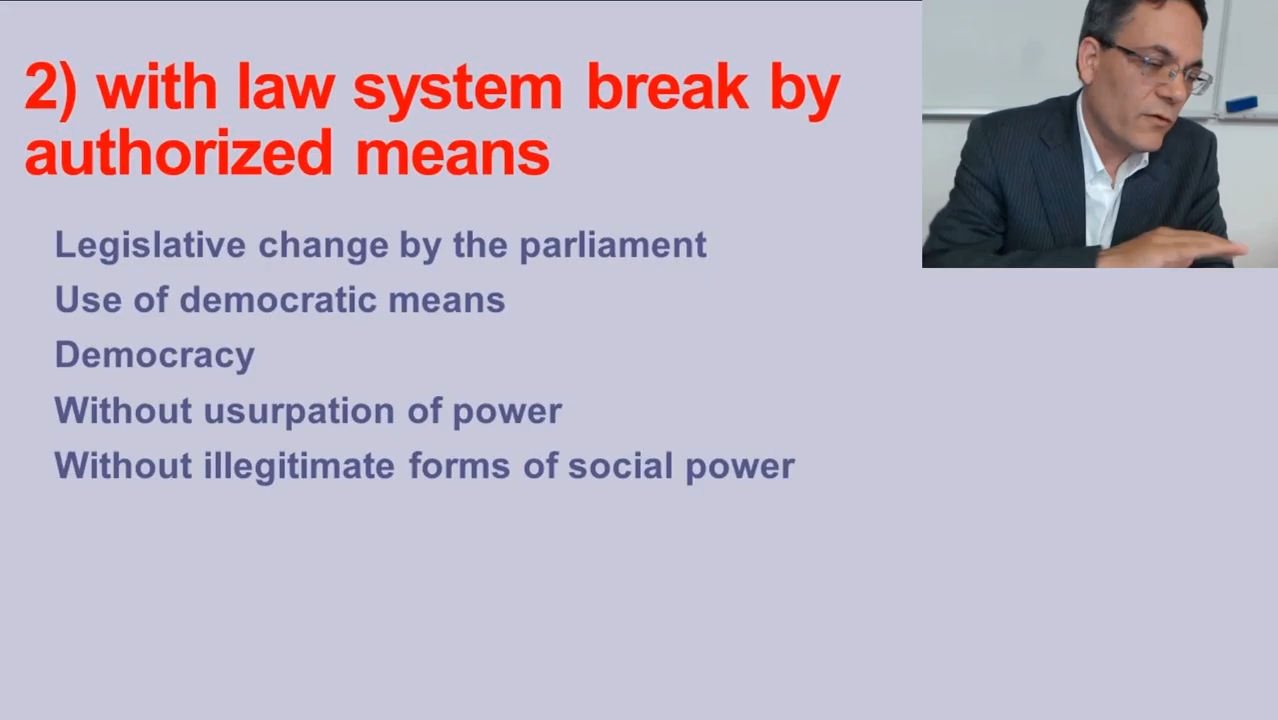 2) with law system break by
authorized means
Legislative change by the parliament
Use of democratic means
Democracy
Without usurpation of power
Without illegitimate forms of social power